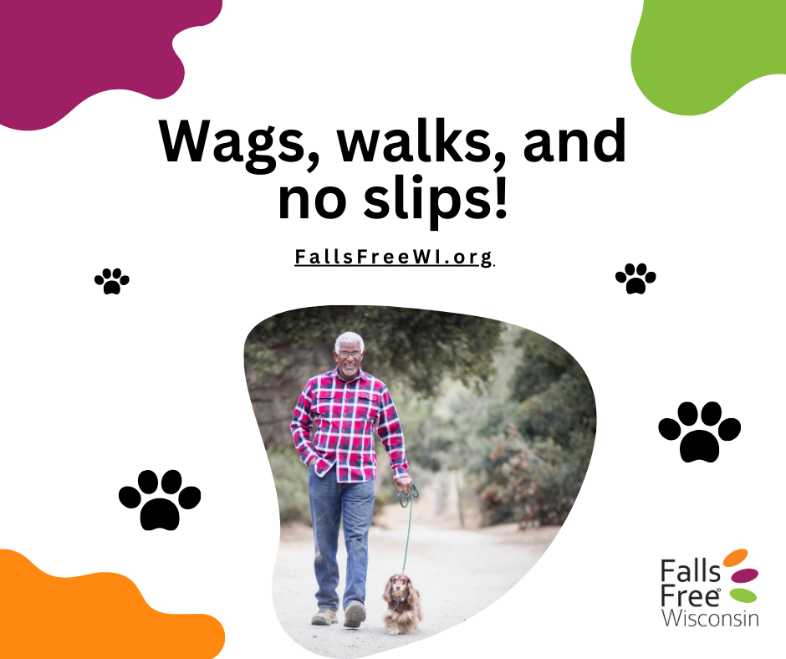 Wags, walks, and
no slips!
FallsFreeWI.org
Falls
Free®
Wisconsin